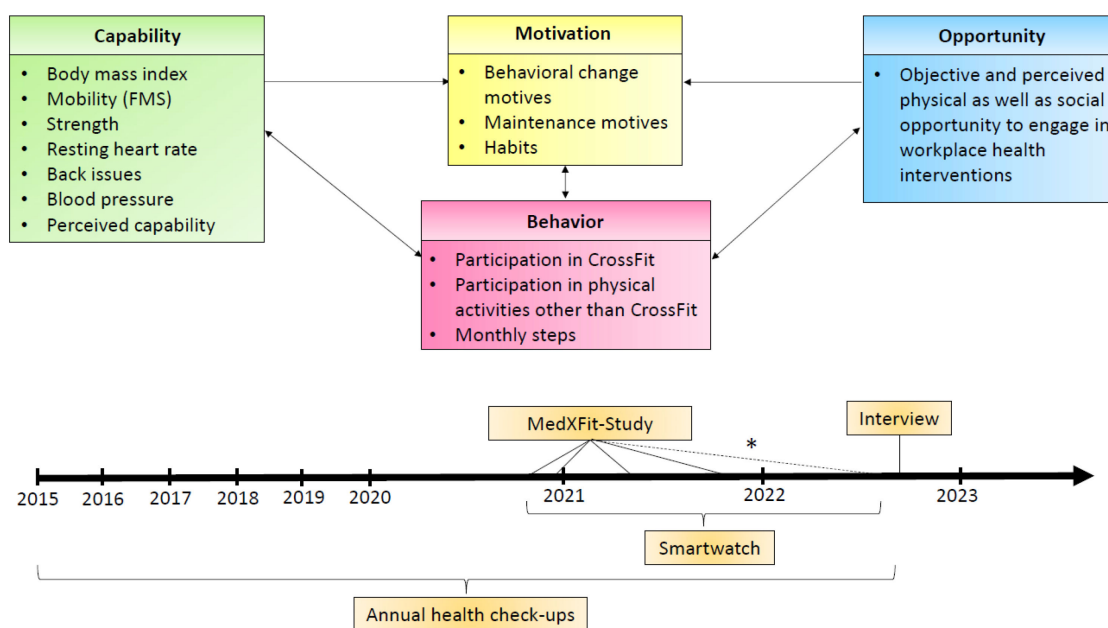 Capability
• Body mass index
• Mobility (FMS)
• Strength
• Resting heart rate
• Back issues
• Blood pressure
• Perceived capability
Motivation
• Behavioral change
motives
• Maintenance motives
• Habits
Opportunity
• Objective and perceived
physical as well as social
opportunity to engage in
workplace health
interventions
Behavior
• Participation in CrossFit
• Participation in physical
activities other than CrossFit
• Monthly steps
MedXFit-Study
*
Interview
2015
2016
2017
2018
2019
2020
2021
2022
2023
Smartwatch
Annual health check-ups